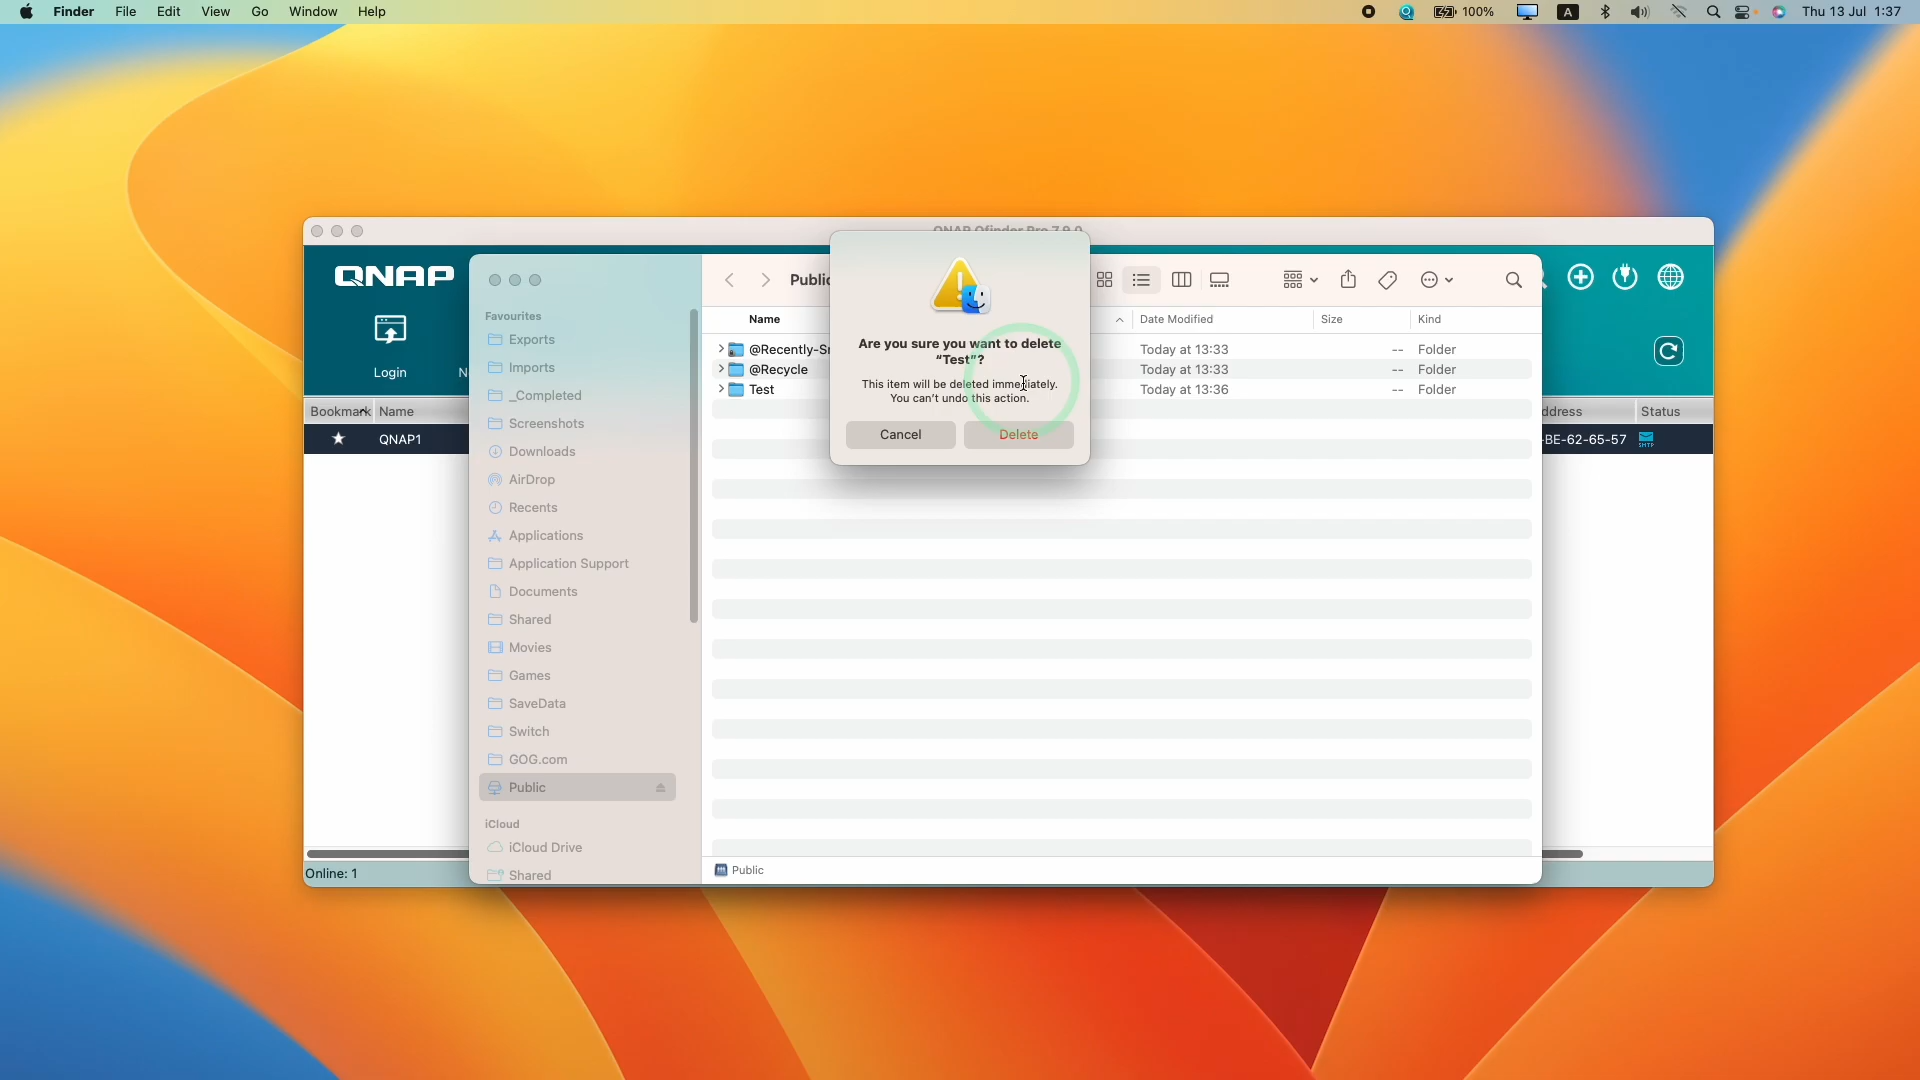 Finder File Edit View Go Window Help
100% A Thu 13 Jul 1:37
QNAP Qfinder Pro 7.9.0
QNAP
Login
Bookmark Name
QNAP1
Address Status
-BE-62-65-57 SMTP
Online: 1
Favourites
Exports
Imports
_Completed
Screenshots
Downloads
AirDrop
Recents
Applications
Application Support
Documents
Shared
Movies
Games
SaveData
Switch
GOG.com
Public
iCloud
iCloud Drive
Shared
Public
Name Date Modified Size Kind
@Recently-Sn Today at 13:33 -- Folder
@Recycle Today at 13:33 -- Folder
Test Today at 13:36 -- Folder
Public
Are you sure you want to delete
“Test”?
This item will be deleted immediately.
You can’t undo this action.
Cancel Delete